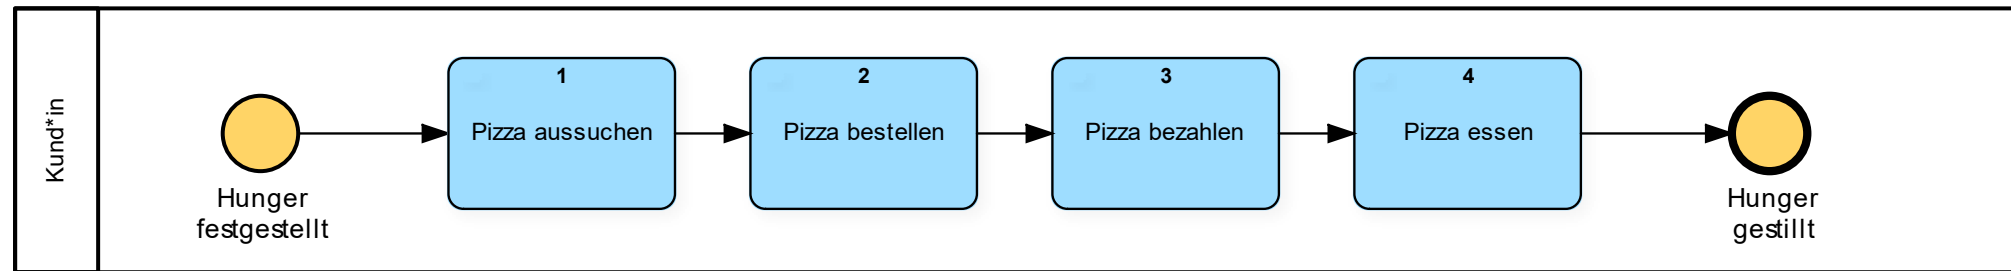 Kund*in
Hunger
festgestellt
1
Pizza aussuchen
2
Pizza bestellen
3
Pizza bezahlen
4
Pizza essen
Hunger
gestillt